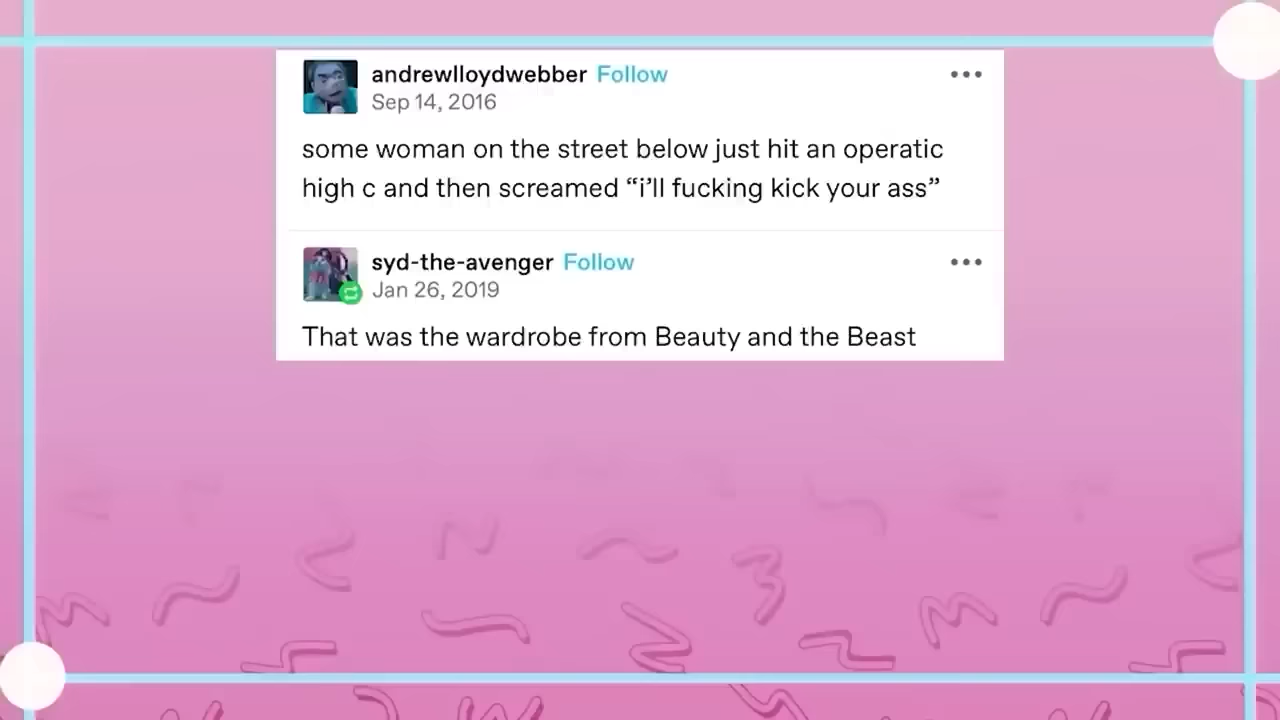 andrewlloydwebber Follow
Sep 14, 2016
some woman on the street below just hit an operatic
high c and then screamed “i’ll fucking kick your ass”
syd-the-avenger Follow
Jan 26, 2019
That was the wardrobe from Beauty and the Beast